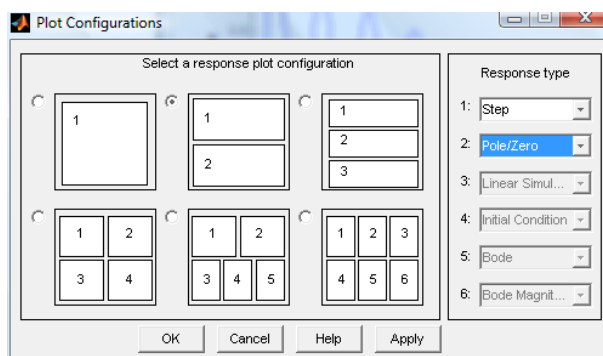 Plot Configurations
Select a response plot configuration
1
1
2
1
2
3
1 2
3 4
1 2
3 4 5
1 2 3
4 5 6
Response type
1: Step
2: Pole/Zero
3: Linear Simul...
4: Initial Condition
5: Bode
6: Bode Magnit...
OK Cancel Help Apply